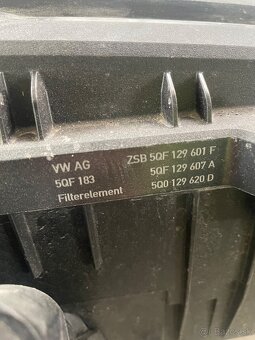 VW AG ZSB 5QF 129 601 F
5QF 183 5QF 129 607 A
Filterelement 5Q0 129 620 D